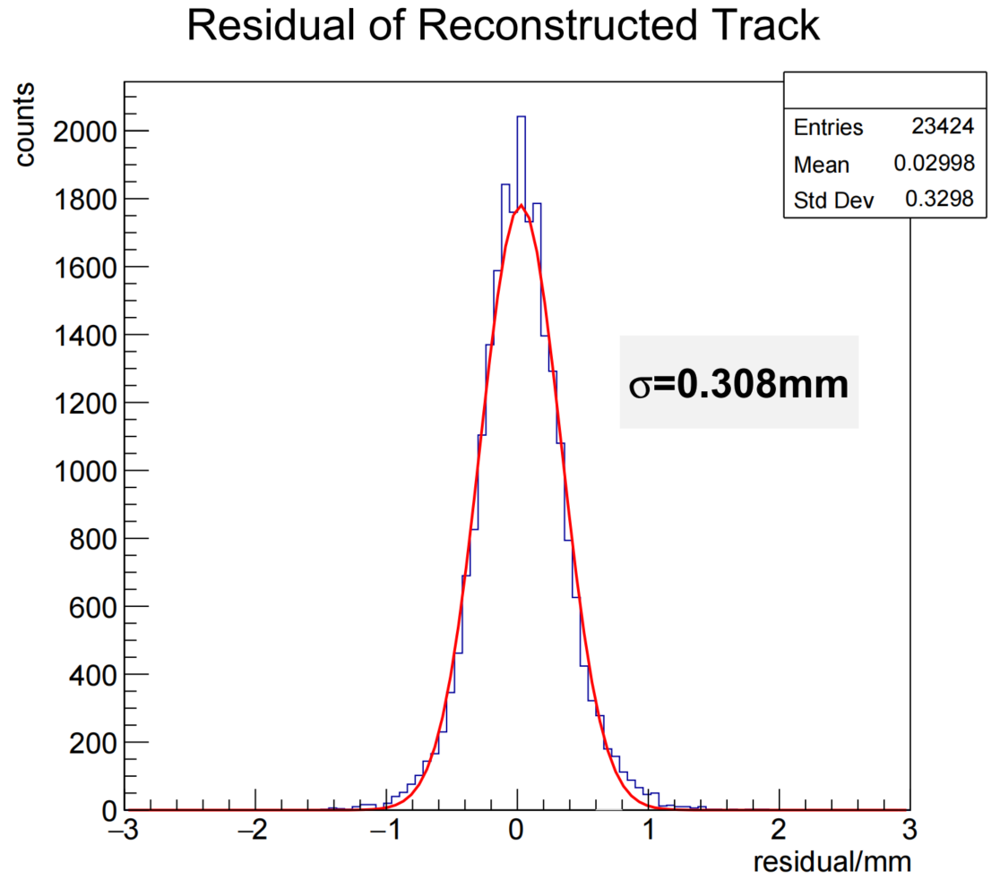 Residual of Reconstructed Track
counts
Entries 23424
Mean 0.02998
Std Dev 0.3298
2000
1800
1600
1400
1200
1000
800
600
400
200
0
σ=0.308mm
−3 −2 −1 0 1 2 3
residual/mm